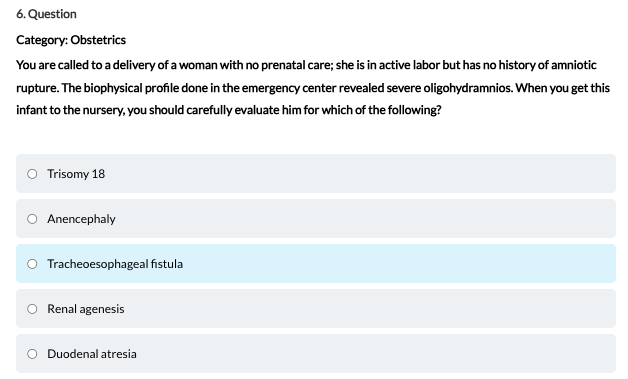 6. Question
Category: Obstetrics
You are called to a delivery of a woman with no prenatal care; she is in active labor but has no history of amniotic
rupture. The biophysical profile done in the emergency center revealed severe oligohydramnios. When you get this
infant to the nursery, you should carefully evaluate him for which of the following?
Trisomy 18
Anencephaly
Tracheoesophageal fistula
Renal agenesis
Duodenal atresia